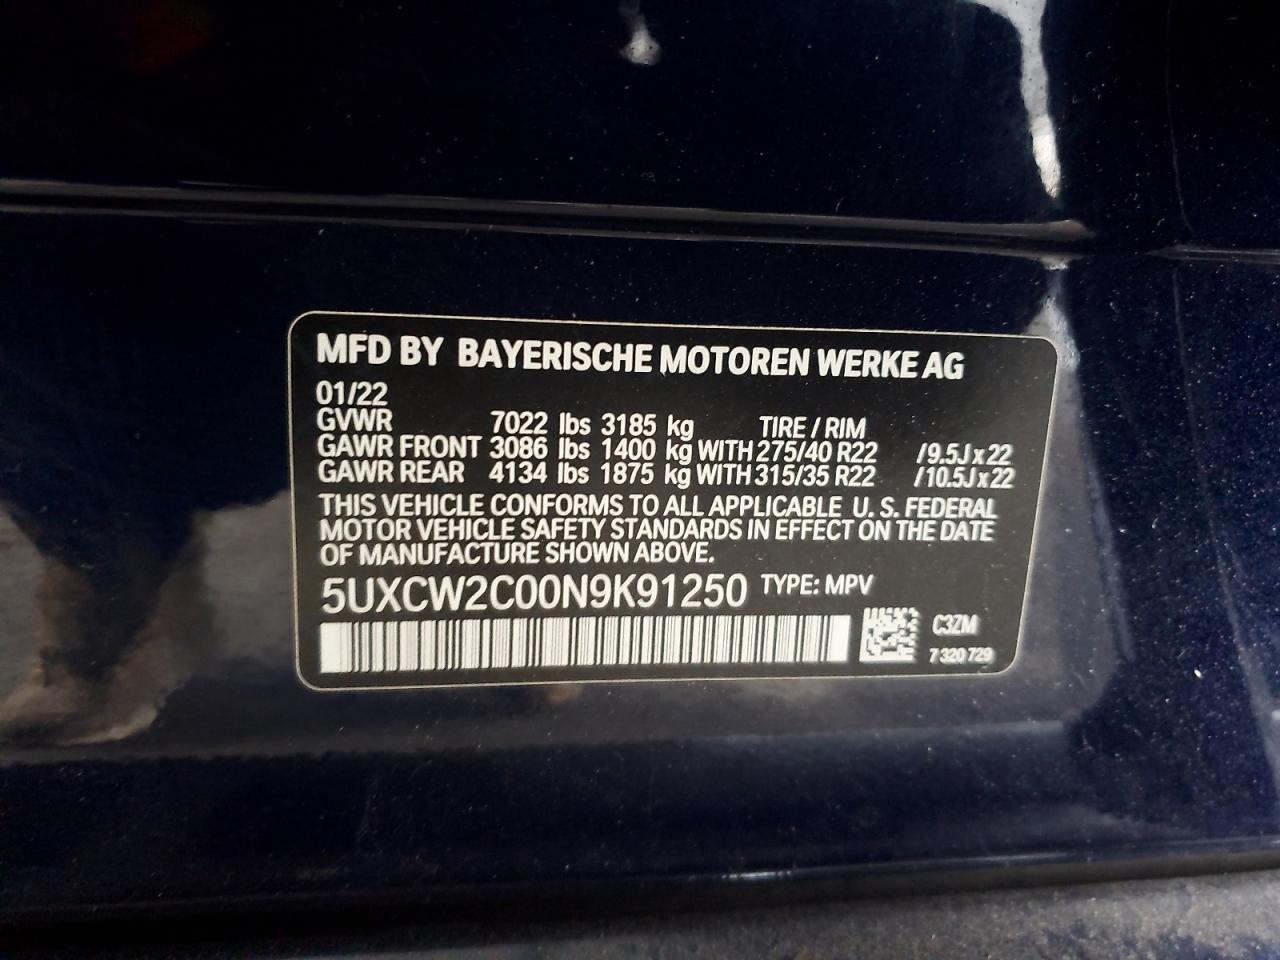 MFD BY BAYERISCHE MOTOREN WERKE AG
01/22
GVWR 7022 lbs 3185 kg TIRE / RIM
GAWR FRONT 3086 lbs 1400 kg WITH 275/40 R22 /9.5J x 22
GAWR REAR 4134 lbs 1875 kg WITH 315/35 R22 /10.5J x 22
THIS VEHICLE CONFORMS TO ALL APPLICABLE U. S. FEDERAL
MOTOR VEHICLE SAFETY STANDARDS IN EFFECT ON THE DATE
OF MANUFACTURE SHOWN ABOVE.
5UXCW2C00N9K91250 TYPE: MPV
C3ZM
7 320 729